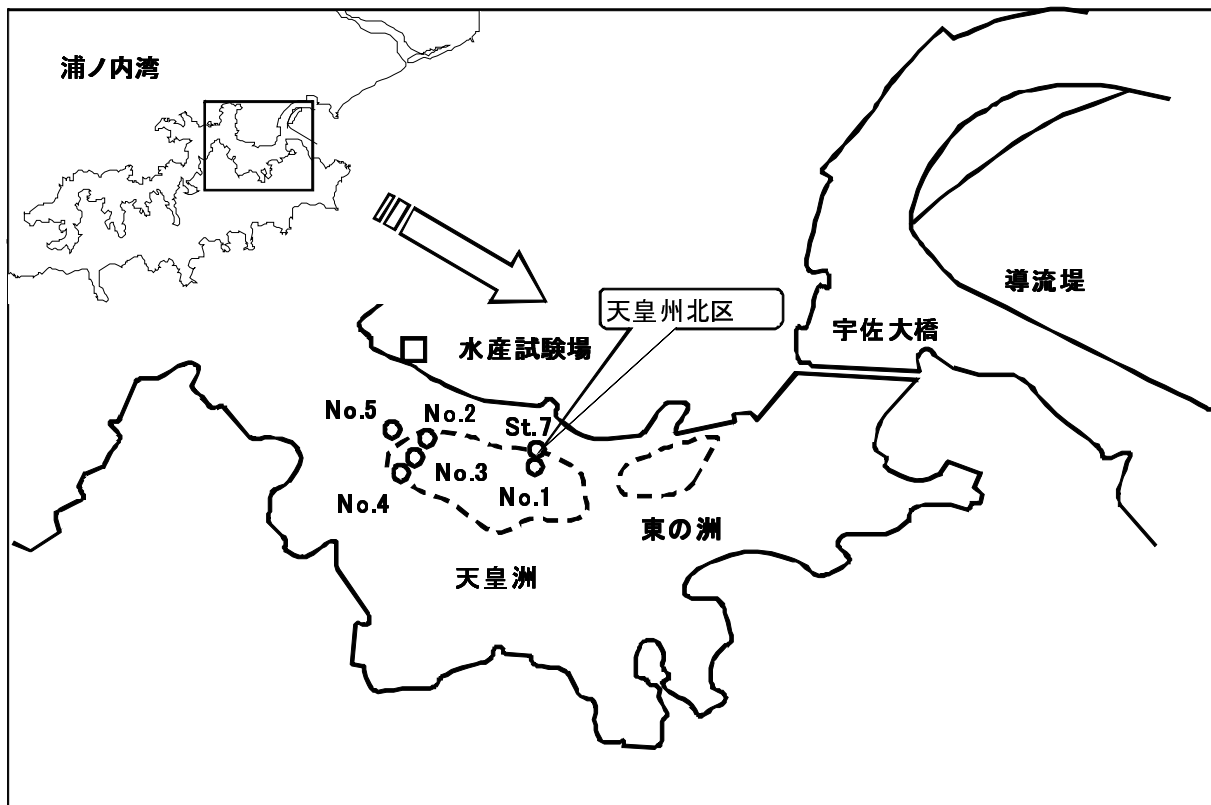 浦ノ内湾
導流堤
天皇州北区
宇佐大橋
水産試験場
No.5
No.2
St.7
No.3
No.4
No.1
東の洲
天皇洲